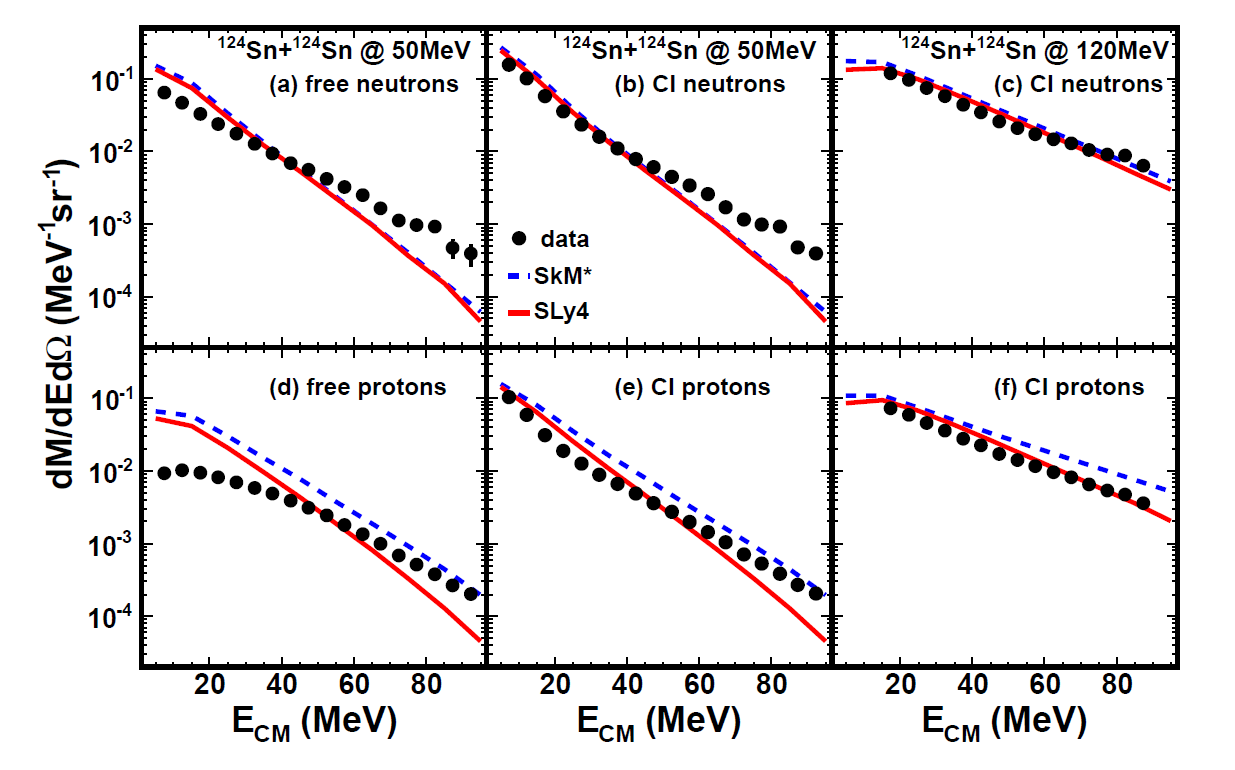 ¹²⁴Sn+¹²⁴Sn @ 50MeV
(a) free neutrons
¹²⁴Sn+¹²⁴Sn @ 50MeV
(b) CI neutrons
¹²⁴Sn+¹²⁴Sn @ 120MeV
(c) CI neutrons
10⁻¹
10⁻²
10⁻³
10⁻⁴
data
SkM*
SLy4
dM/dEdΩ (MeV⁻¹sr⁻¹)
(d) free protons
(e) CI protons
(f) CI protons
10⁻¹
10⁻²
10⁻³
10⁻⁴
20 40 60 80
20 40 60 80
20 40 60 80
E_CM (MeV)
E_CM (MeV)
E_CM (MeV)